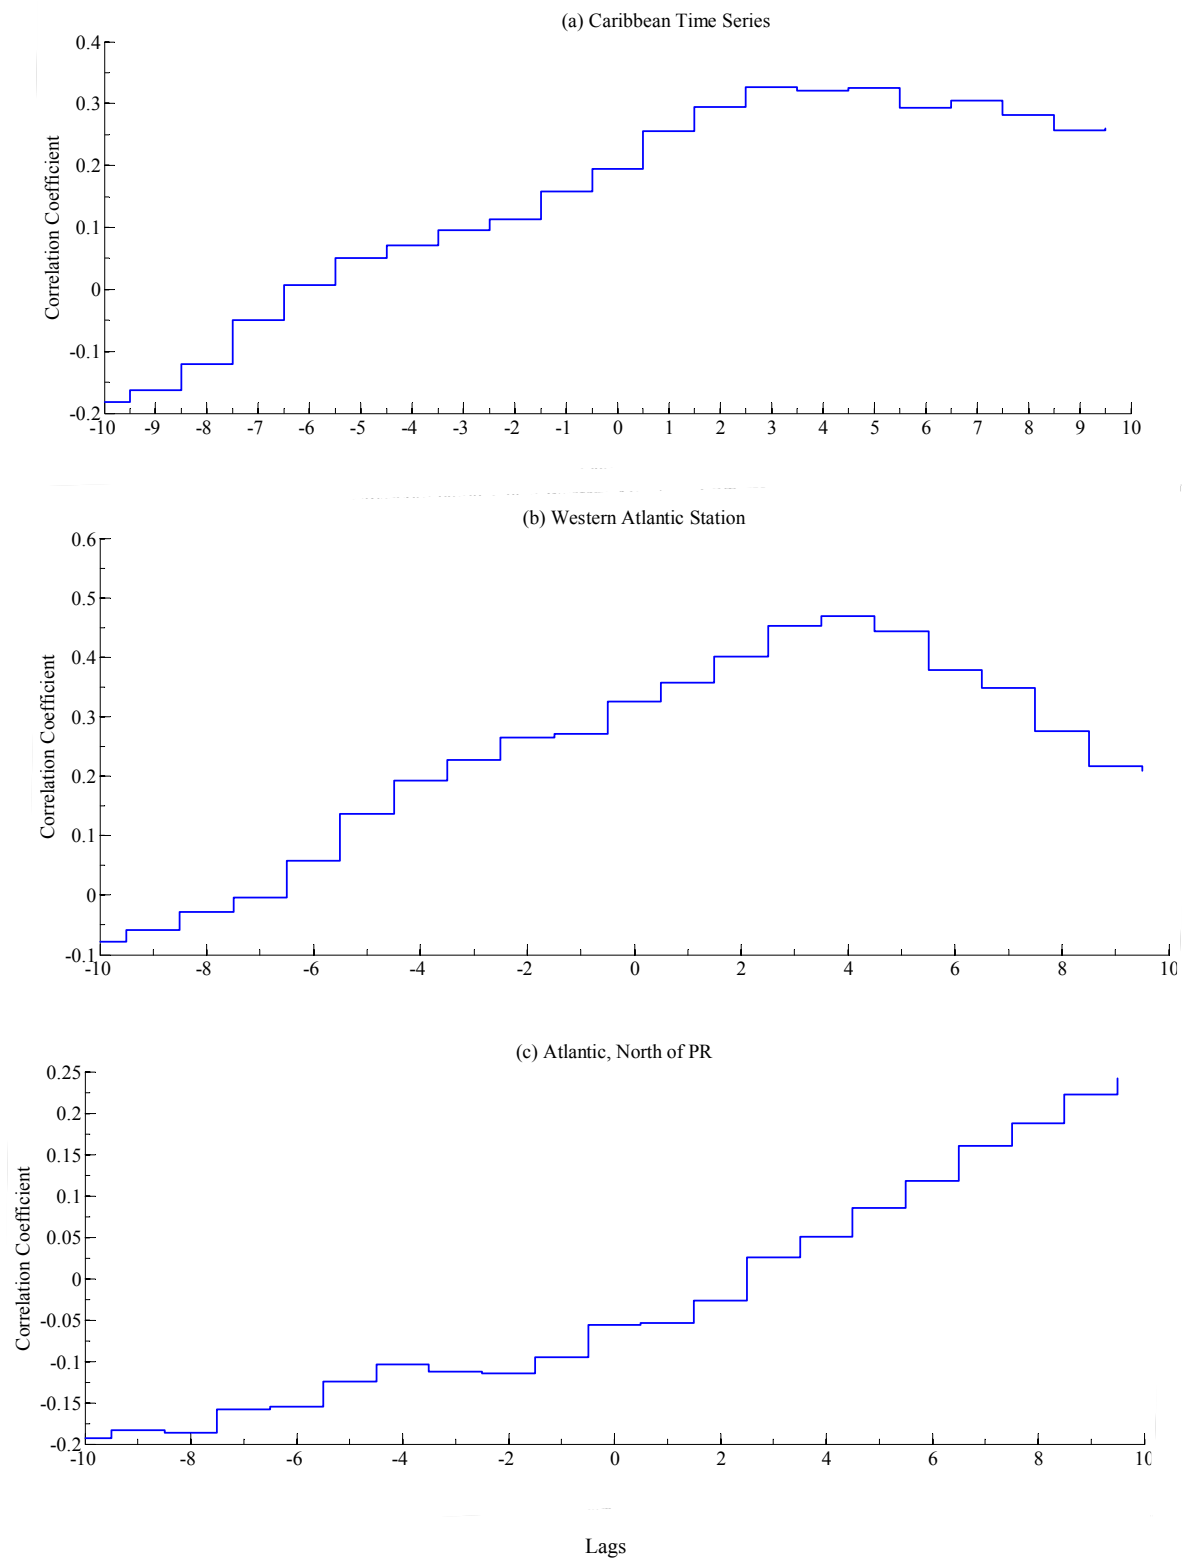 (a) Caribbean Time Series
Correlation Coefficient
0.4
0.3
0.2
0.1
0
-0.1
-0.2
-10 -9 -8 -7 -6 -5 -4 -3 -2 -1 0 1 2 3 4 5 6 7 8 9 10
(b) Western Atlantic Station
Correlation Coefficient
0.6
0.5
0.4
0.3
0.2
0.1
0
-0.1
-10 -8 -6 -4 -2 0 2 4 6 8 10
(c) Atlantic, North of PR
Correlation Coefficient
0.25
0.2
0.15
0.1
0.05
0
-0.05
-0.1
-0.15
-0.2
-10 -8 -6 -4 -2 0 2 4 6 8 10
Lags